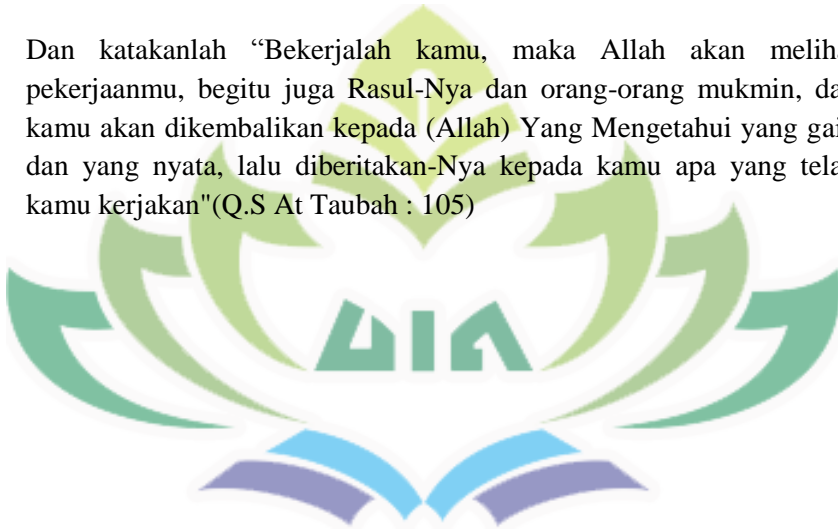 Dan katakanlah “Bekerjalah kamu, maka Allah akan meliha
pekerjaanmu, begitu juga Rasul-Nya dan orang-orang mukmin, da
kamu akan dikembalikan kepada (Allah) Yang Mengetahui yang gai
dan yang nyata, lalu diberitakan-Nya kepada kamu apa yang tela
kamu kerjakan"(Q.S At Taubah : 105)
UIN